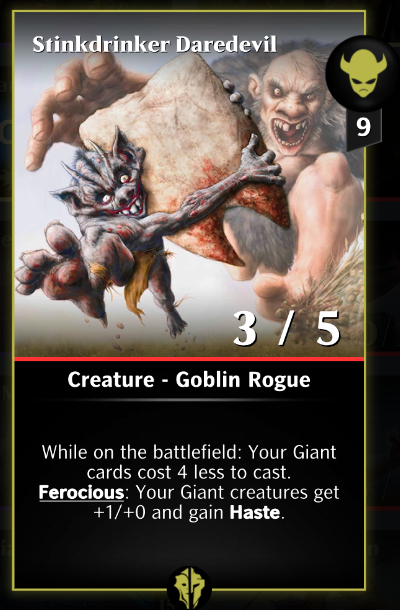 Stinkdrinker Daredevil
9
3 / 5
Creature - Goblin Rogue
While on the battlefield: Your Giant
cards cost 4 less to cast.
Ferocious: Your Giant creatures get
+1/+0 and gain Haste.